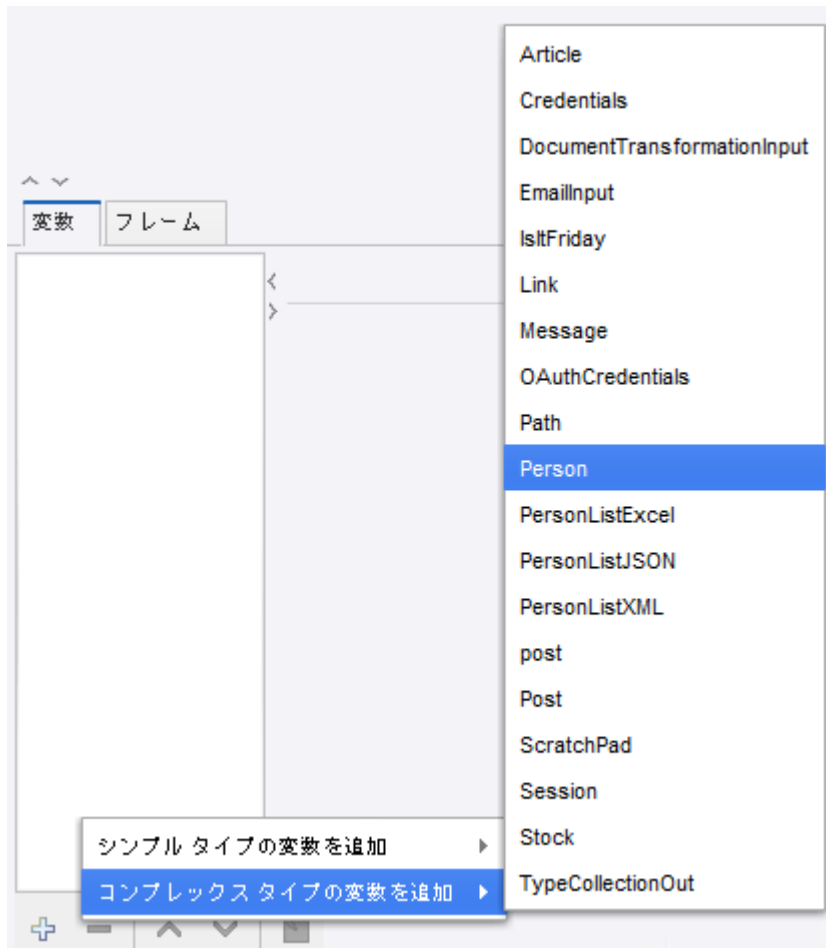 変数
フレーム
シンプル タイプの変数を追加
コンプレックス タイプの変数を追加
Article
Credentials
DocumentTransformationInput
EmailInput
IsItFriday
Link
Message
OAuthCredentials
Path
Person
PersonListExcel
PersonListJSON
PersonListXML
post
Post
ScratchPad
Session
Stock
TypeCollectionOut